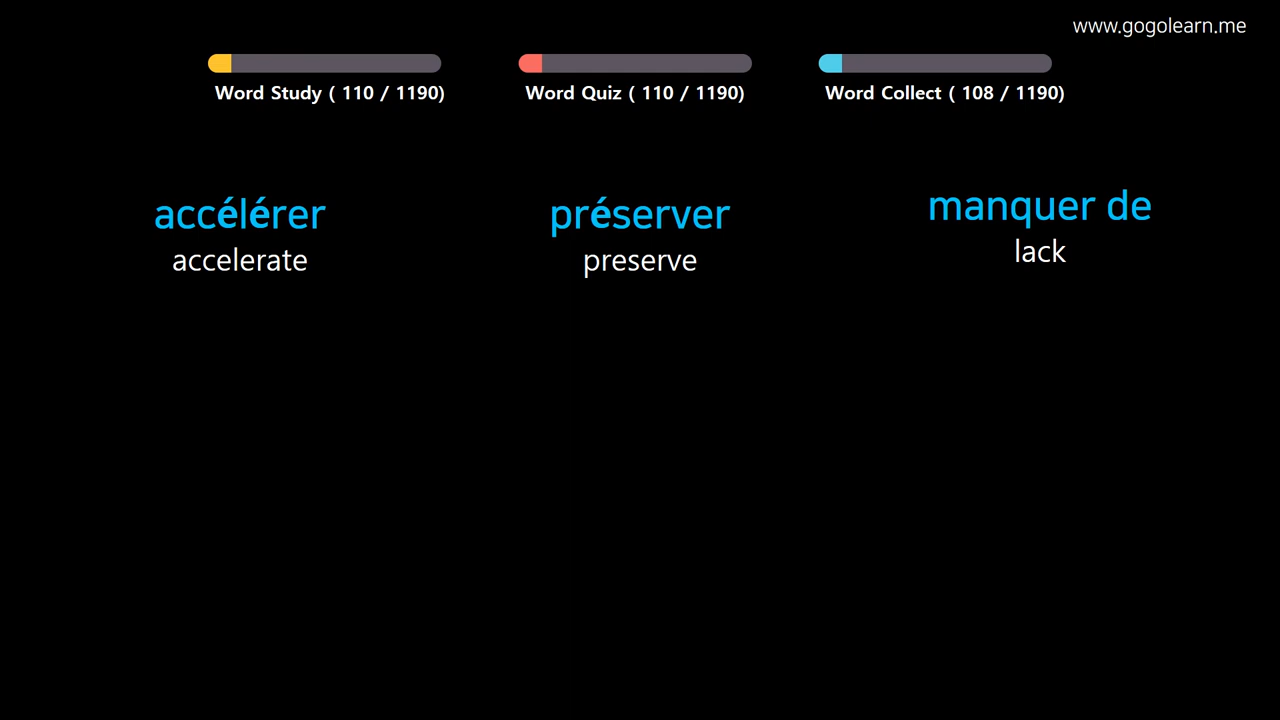 www.gogolearn.me
Word Study ( 110 / 1190)
Word Quiz ( 110 / 1190)
Word Collect ( 108 / 1190)
accélérer
accelerate
préserver
preserve
manquer de
lack